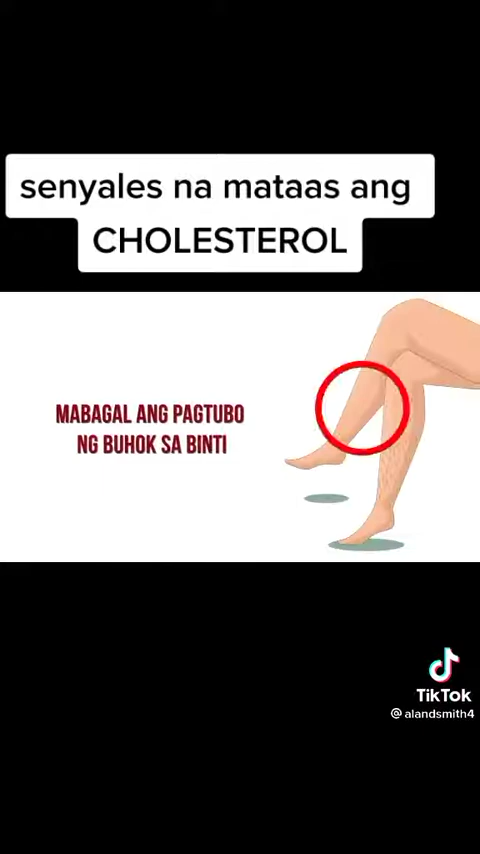 senyales na mataas ang
CHOLESTEROL
MABAGAL ANG PAGTUBO
NG BUHOK SA BINTI
TikTok
@alandsmith4